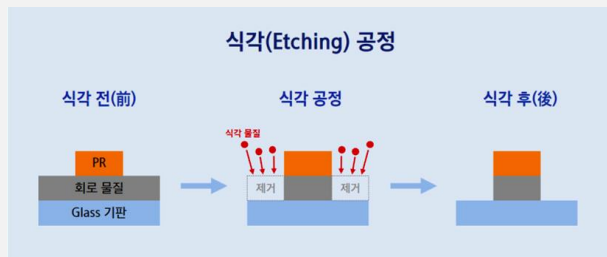 식각(Etching) 공정
식각 전(前)
식각 공정
식각 후(後)
식각 물질
PR
회로 물질
제거
제거
Glass 기판